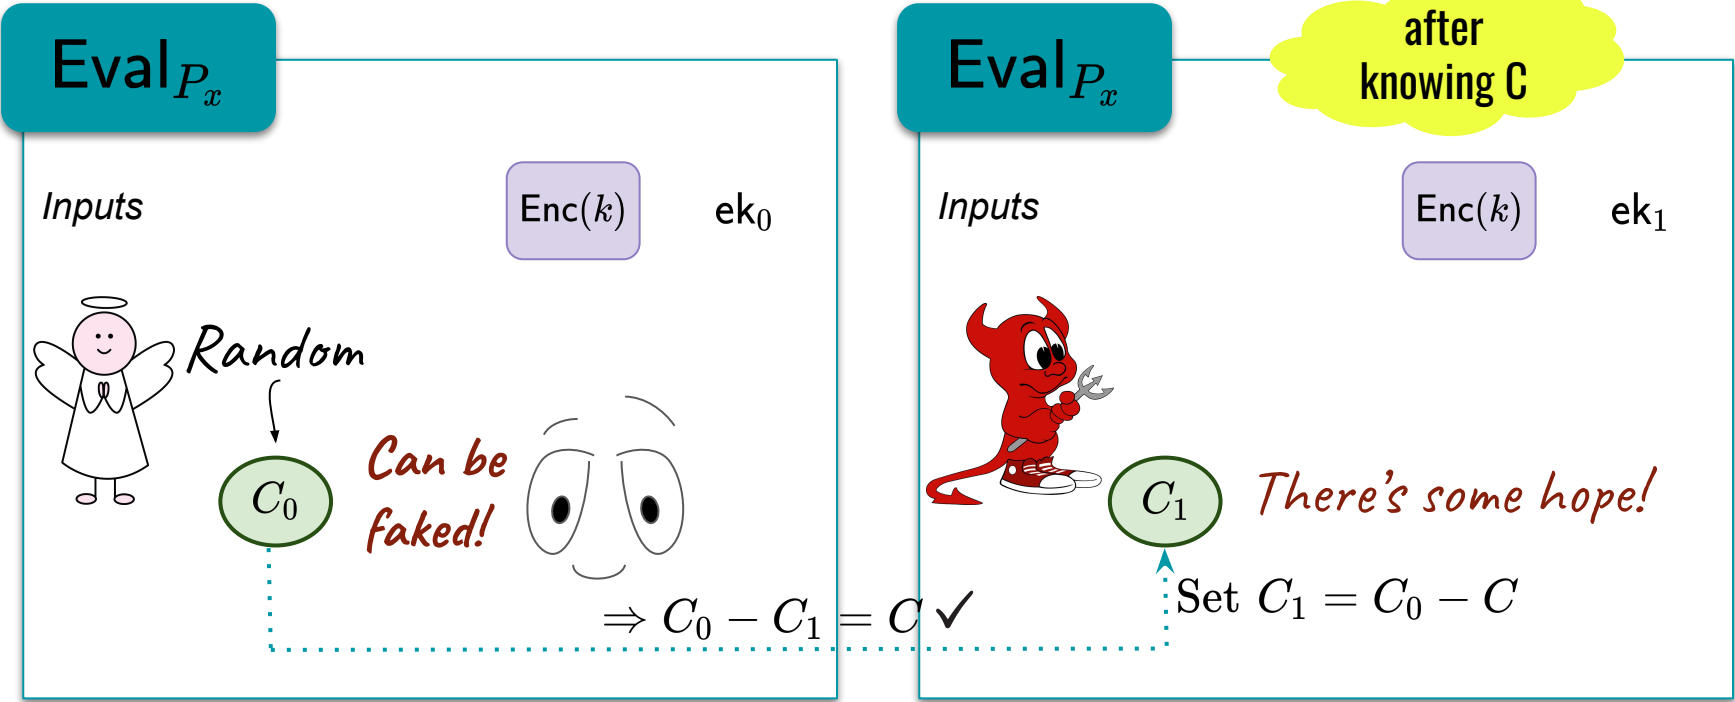 Eval_{P_x}
Inputs
Enc(k)
ek_0
Random
C_0
Can be
faked!
⇒ C_0 − C_1 = C ✓
Eval_{P_x}
after
knowing C
Inputs
Enc(k)
ek_1
C_1
There's some hope!
Set C_1 = C_0 − C